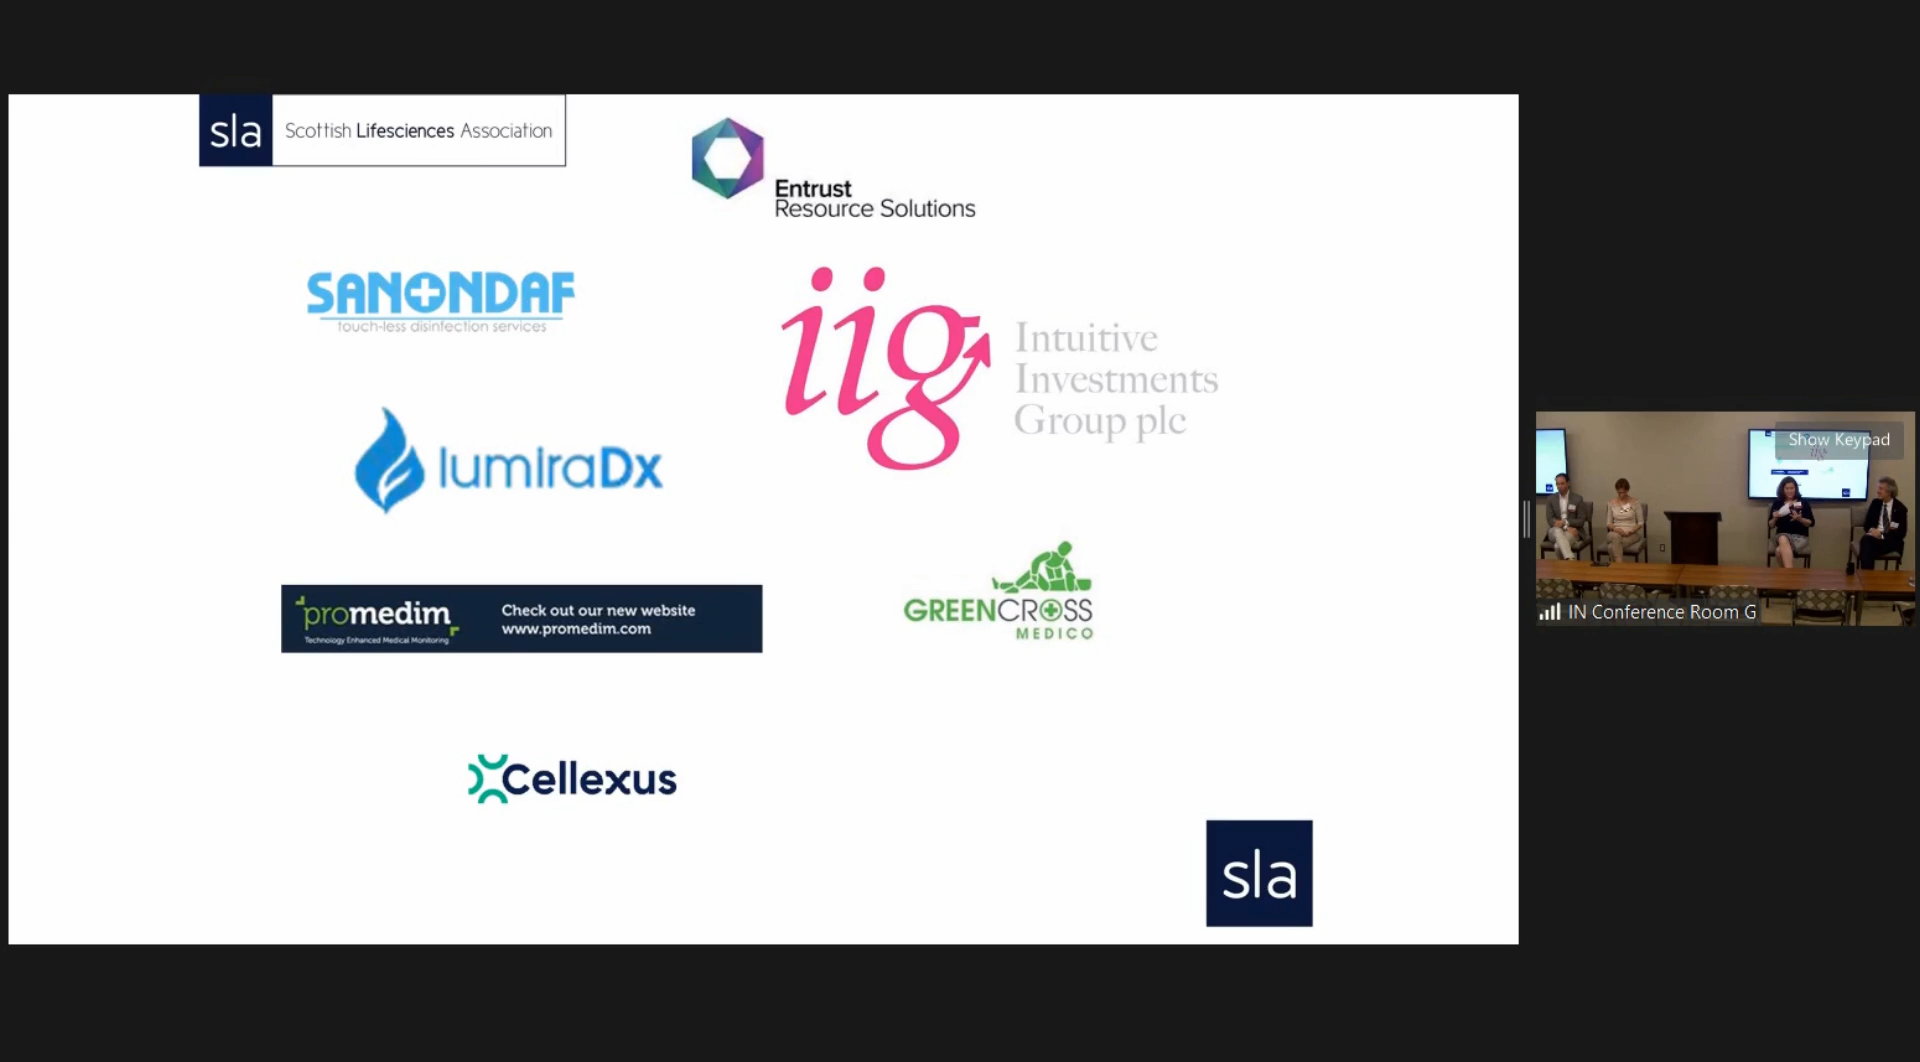 sla
Scottish Lifesciences Association
Entrust
Resource Solutions
SANONDAF
touch-less disinfection services
iig
Intuitive
Investments
Group plc
lumiraDx
promedim
Technology Enhanced Medical Monitoring
Check out our new website
www.promedim.com
GREENCROSS
MEDICO
Cellexus
sla
Show Keypad
IN Conference Room G